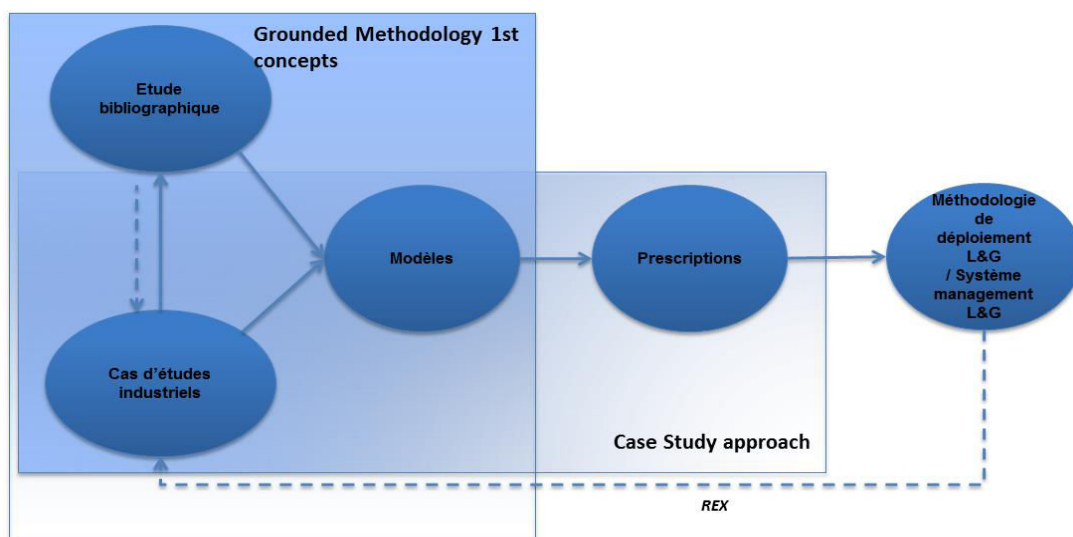 Grounded Methodology 1st
concepts
Etude
bibliographique
Modèles
Prescriptions
Méthodologie
de
déploiement
L&G
/ Système
management
L&G
Cas d'études
industriels
Case Study approach
REX